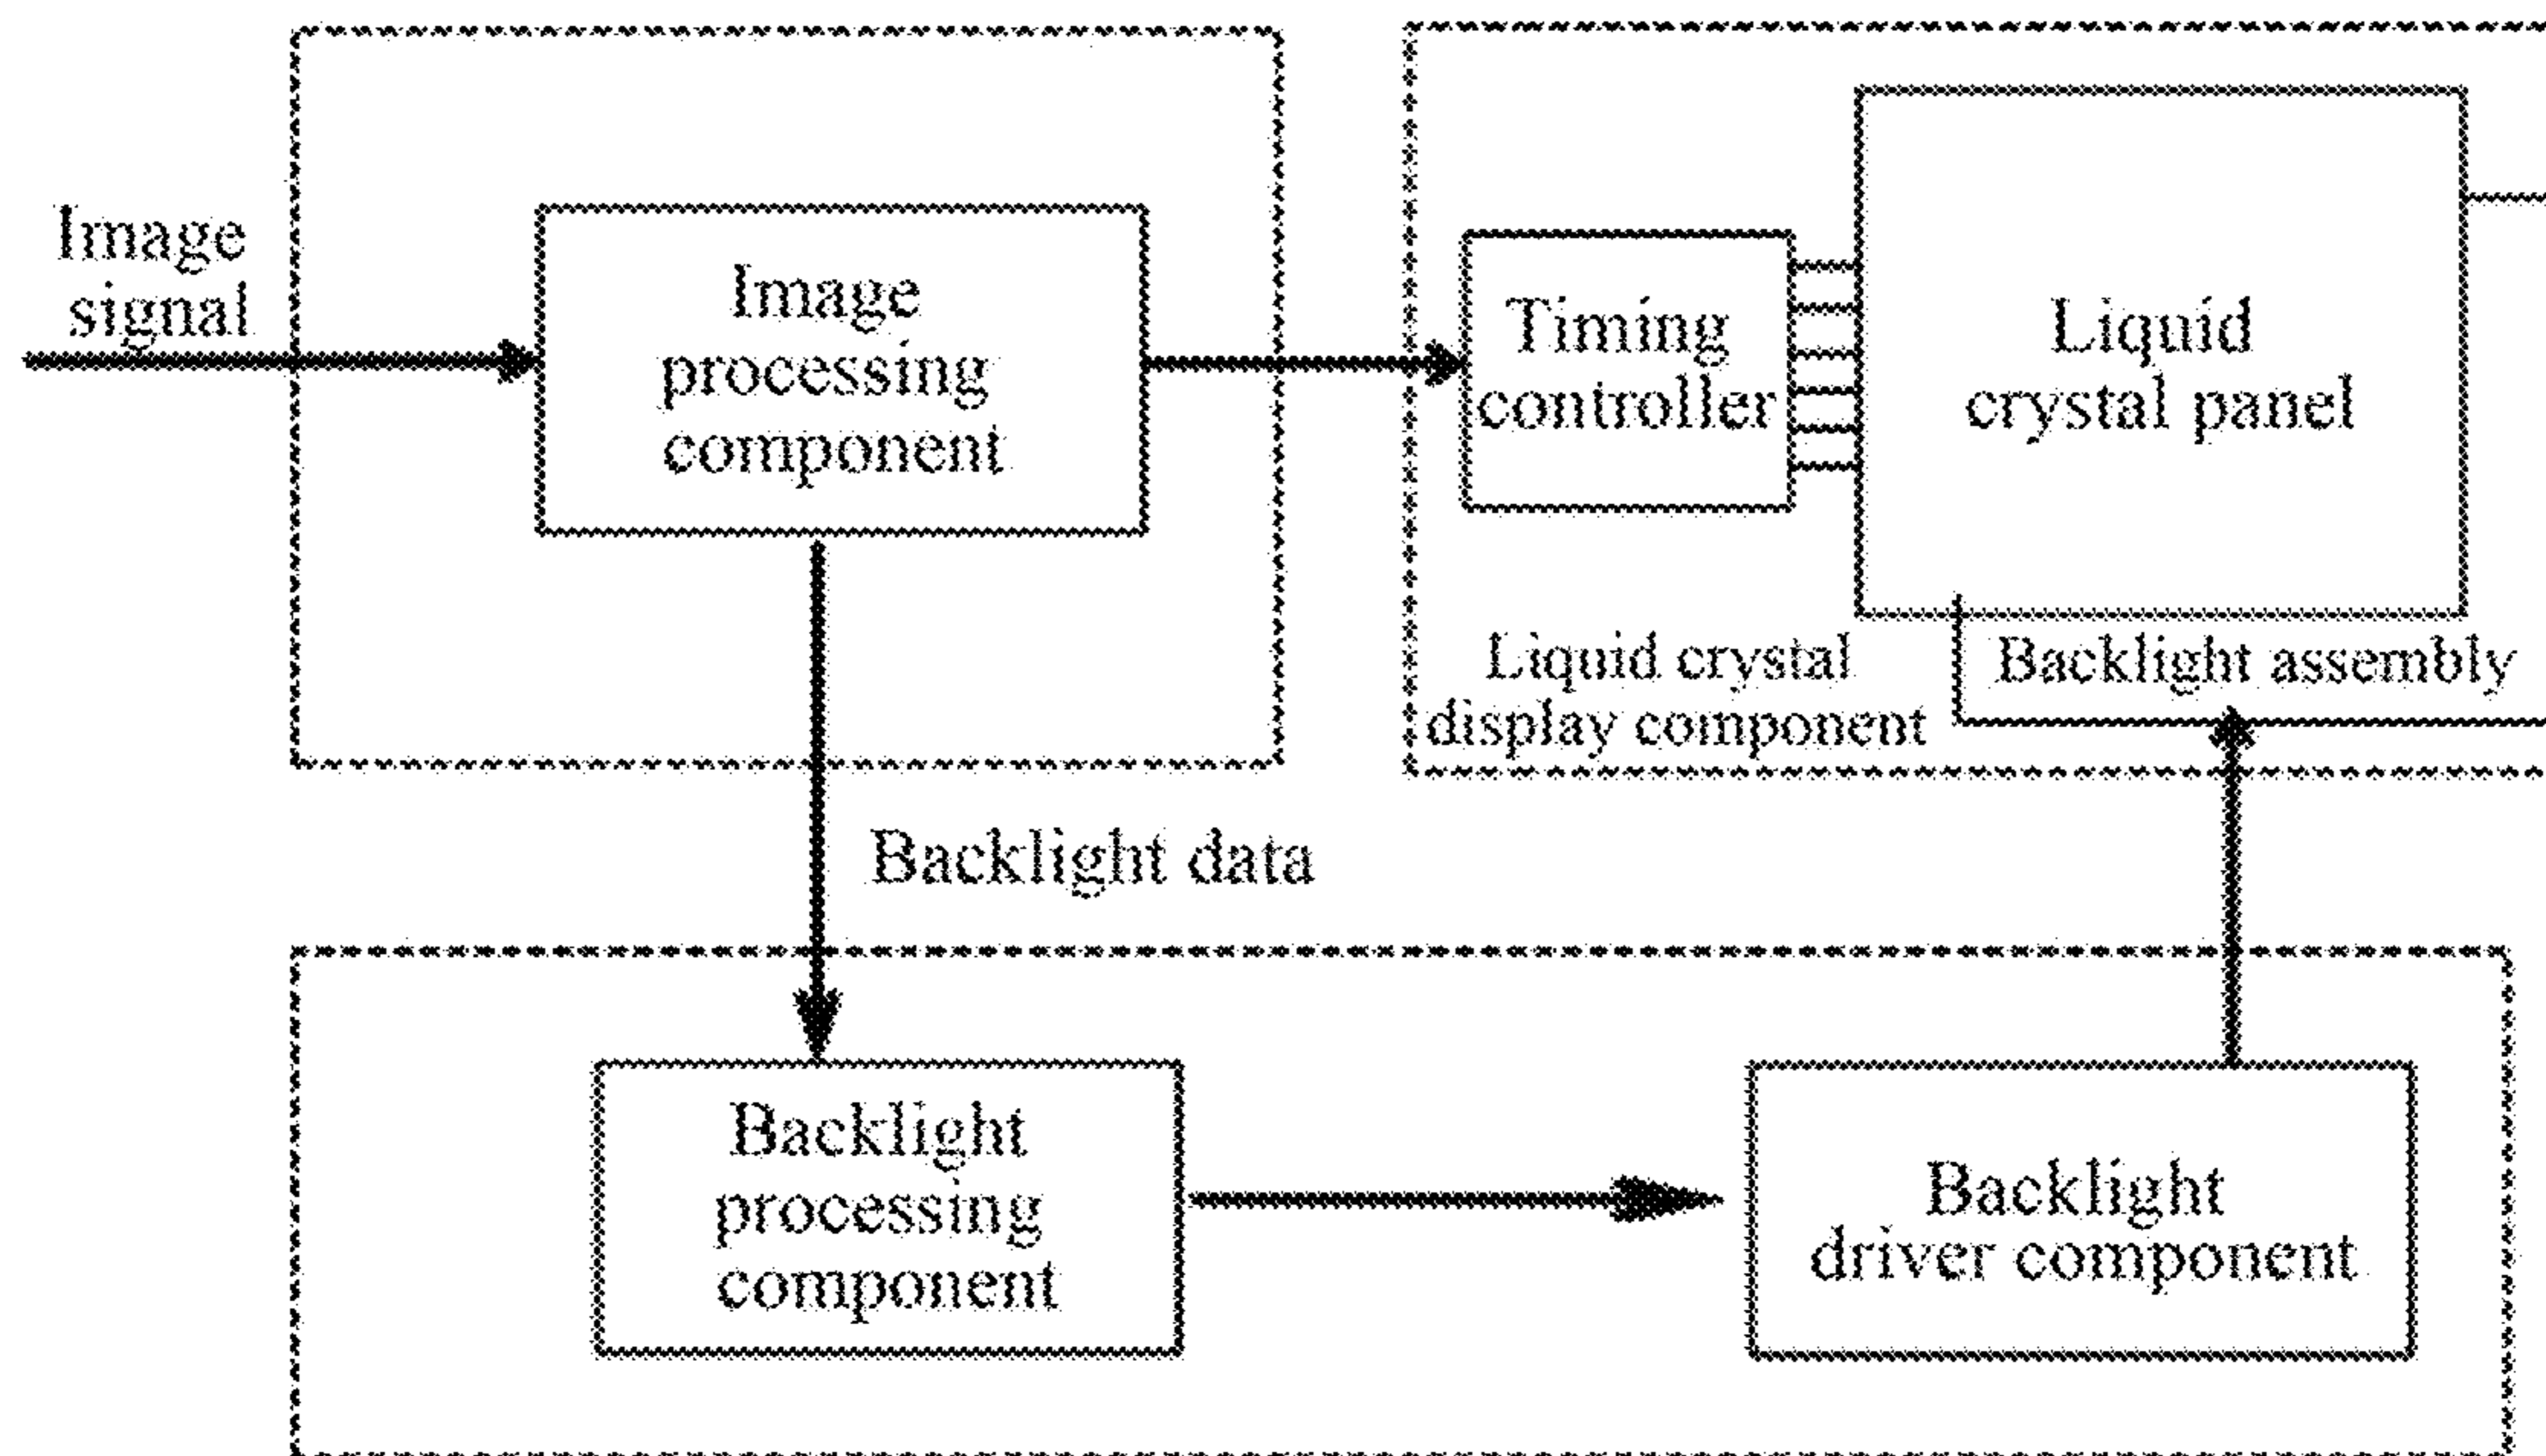 Image
signal
Image
processing
component
Timing
controller
Liquid
crystal panel
Liquid crystal
display component
Backlight assembly
Backlight data
Backlight
processing
component
Backlight
driver component